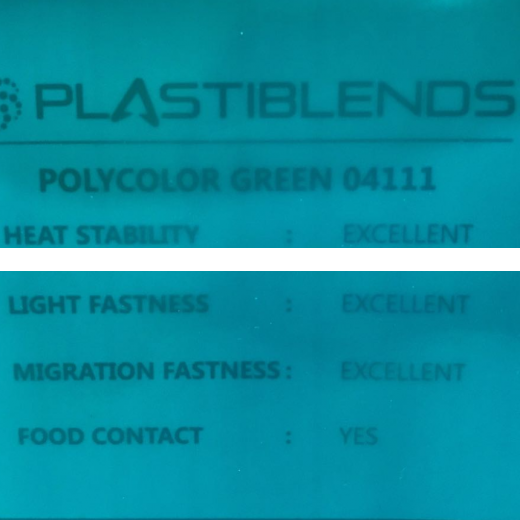 PLASTIBLENDS
POLYCOLOR GREEN 04111
HEAT STABILITY : EXCELLENT
LIGHT FASTNESS : EXCELLENT
MIGRATION FASTNESS : EXCELLENT
FOOD CONTACT : YES